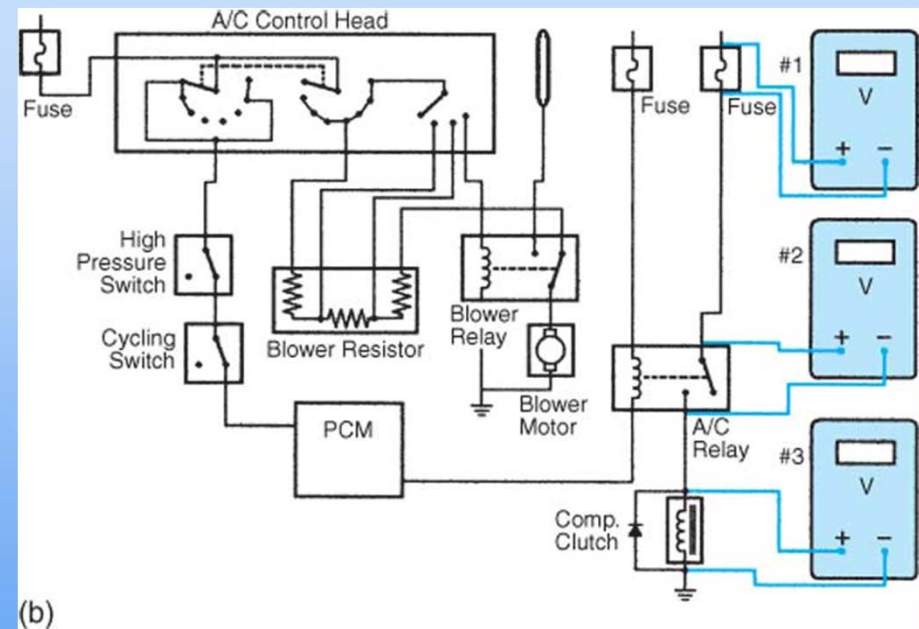 A/C Control Head
Fuse
Fuse
Fuse
#1
V
+ −
High
Pressure
Switch
Cycling
Switch
Blower Resistor
Blower
Relay
Blower
Motor
#2
V
+ −
PCM
A/C
Relay
#3
V
+ −
Comp.
Clutch
(b)